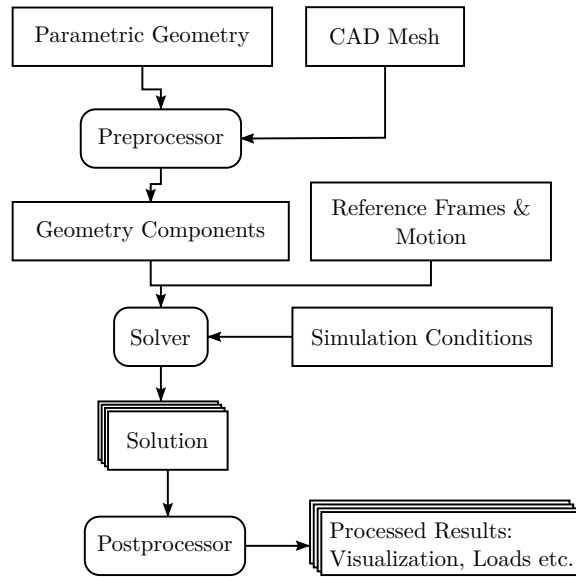 Parametric Geometry
CAD Mesh
Preprocessor
Geometry Components
Reference Frames &
Motion
Solver
Simulation Conditions
Solution
Postprocessor
Processed Results:
Visualization, Loads etc.